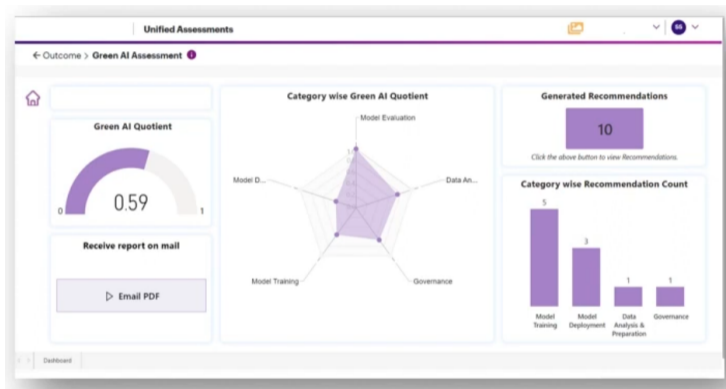 Unified Assessments
SS
← Outcome > Green AI Assessment
Green AI Quotient
0.59
0
1
Receive report on mail
Email PDF
Category wise Green AI Quotient
Model Evaluation
Model D...
Data An...
Model Training
Governance
Generated Recommendations
10
Click the above button to view Recommendations.
Category wise Recommendation Count
5
3
1
1
Model Training
Model Deployment
Data Analysis & Preparation
Governance
Dashboard